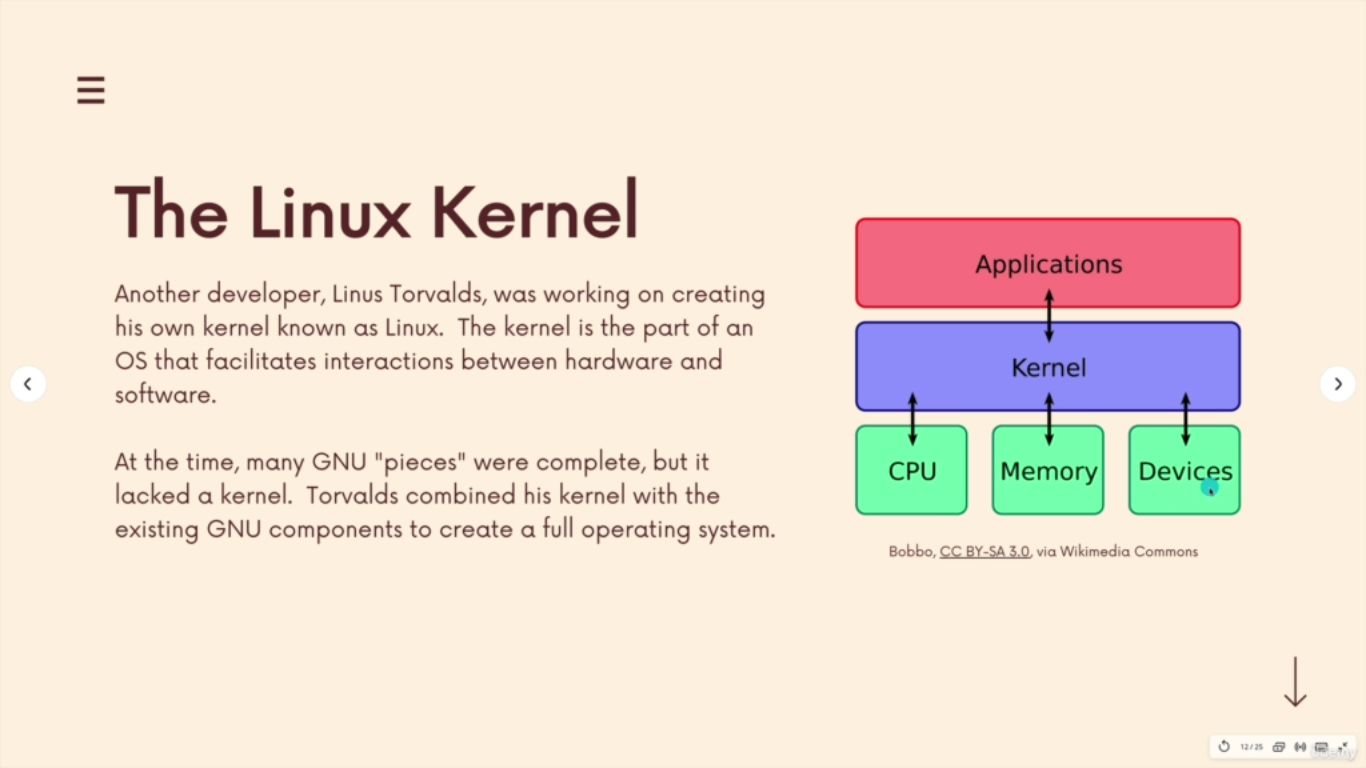 The Linux Kernel
Another developer, Linus Torvalds, was working on creating
his own kernel known as Linux.  The kernel is the part of an
OS that facilitates interactions between hardware and
software.
At the time, many GNU "pieces" were complete, but it
lacked a kernel.  Torvalds combined his kernel with the
existing GNU components to create a full operating system.
Applications
Kernel
CPU
Memory
Devices
Bobbo, CC BY-SA 3.0, via Wikimedia Commons
12/25
Udemy